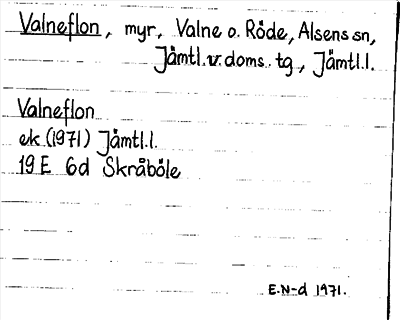 Valneflon, myr, Valne o. Röde, Alsens sn,
Jämtl.v. doms. tg, Jämtl.l.
Valneflon
ek (1971) Jämtl.l.
19 E 6d Skråböle
E.N-d 1971.